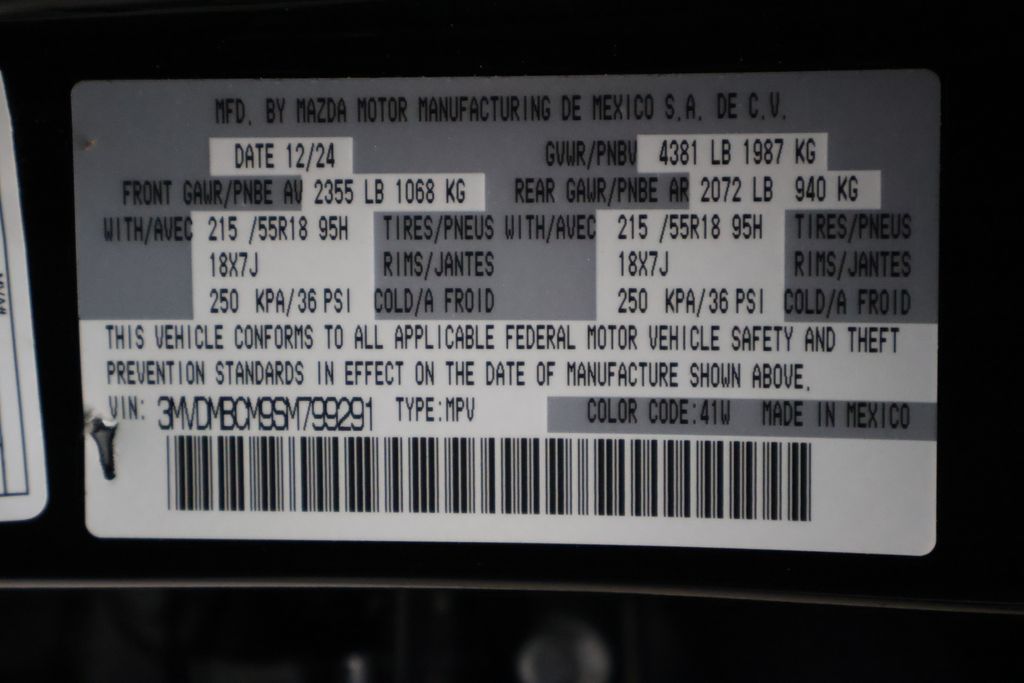 MFD. BY MAZDA MOTOR MANUFACTURING DE MEXICO S.A. DE C.V.
DATE 12/24 GVWR/PNBV 4381 LB 1987 KG
FRONT GAWR/PNBE AV 2355 LB 1068 KG REAR GAWR/PNBE AR 2072 LB 940 KG
WITH/AVEC 215 /55R18 95H TIRES/PNEUS WITH/AVEC 215 /55R18 95H TIRES/PNEUS
18X7J RIMS/JANTES 18X7J RIMS/JANTES
250 KPA/36 PSI COLD/A FROID 250 KPA/36 PSI COLD/A FROID
THIS VEHICLE CONFORMS TO ALL APPLICABLE FEDERAL MOTOR VEHICLE SAFETY AND THEFT
PREVENTION STANDARDS IN EFFECT ON THE DATE OF MANUFACTURE SHOWN ABOVE.
VIN: 3MVDMBCM9SM799291 TYPE:MPV COLOR CODE:41W MADE IN MEXICO